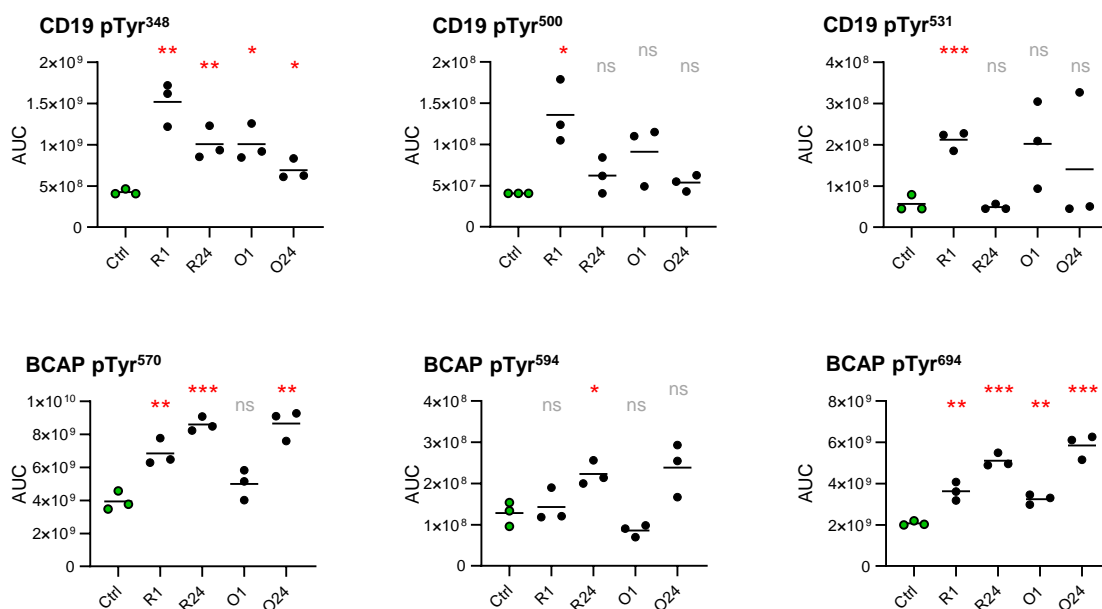 CD19 pTyr³⁴⁸
** ** * *
AUC
2×10⁹
1.5×10⁹
1×10⁹
5×10⁸
0
Ctrl R1 R24 O1 O24
CD19 pTyr⁵⁰⁰
* ns ns ns
AUC
2×10⁸
2×10⁸
1×10⁸
5×10⁷
0
Ctrl R1 R24 O1 O24
CD19 pTyr⁵³¹
*** ns ns ns
AUC
4×10⁸
3×10⁸
2×10⁸
1×10⁸
0
Ctrl R1 R24 O1 O24
BCAP pTyr⁵⁷⁰
** *** ns **
AUC
1×10¹⁰
8×10⁹
6×10⁹
4×10⁹
2×10⁹
0
Ctrl R1 R24 O1 O24
BCAP pTyr⁵⁹⁴
ns * ns ns
AUC
4×10⁸
3×10⁸
2×10⁸
1×10⁸
0
Ctrl R1 R24 O1 O24
BCAP pTyr⁶⁹⁴
** *** ** ***
AUC
8×10⁹
6×10⁹
4×10⁹
2×10⁹
0
Ctrl R1 R24 O1 O24